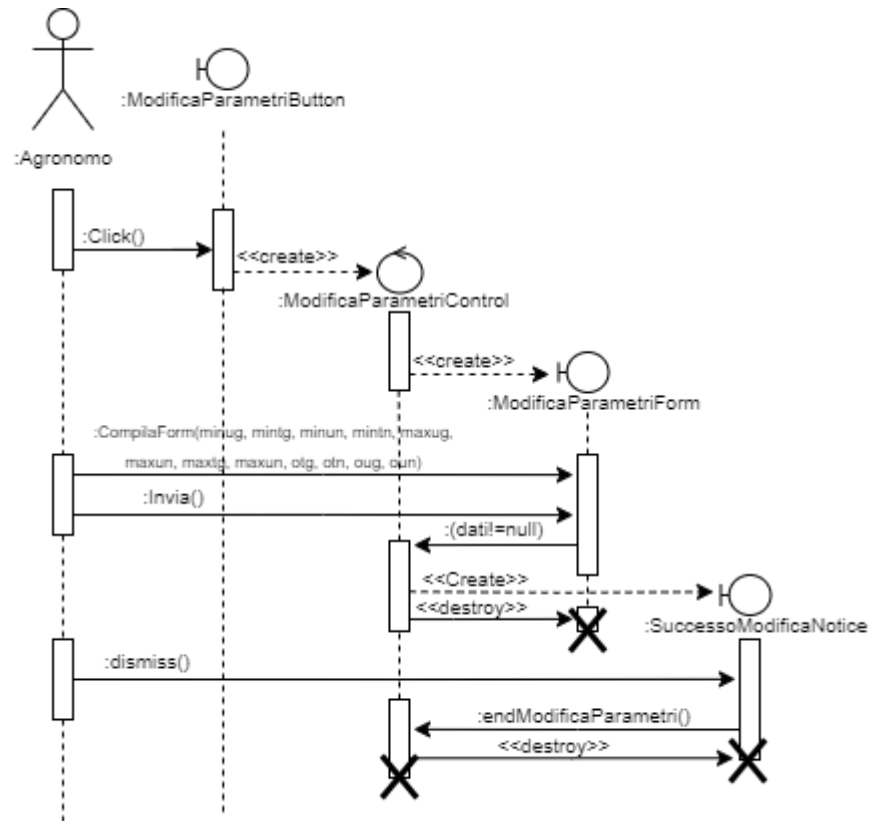 :ModificaParametriButton
:Agronomo
:Click()
<<create>>
:ModificaParametriControl
<<create>>
:ModificaParametriForm
:CompilaForm(minug, mintg, minun, mintn, maxug,
maxun, maxtg, maxun, otg, otn, oug, oun)
:Invia()
:(dati!=null)
<<Create>>
<<destroy>>
:SuccessoModificaNotice
:dismiss()
:endModificaParametri()
<<destroy>>